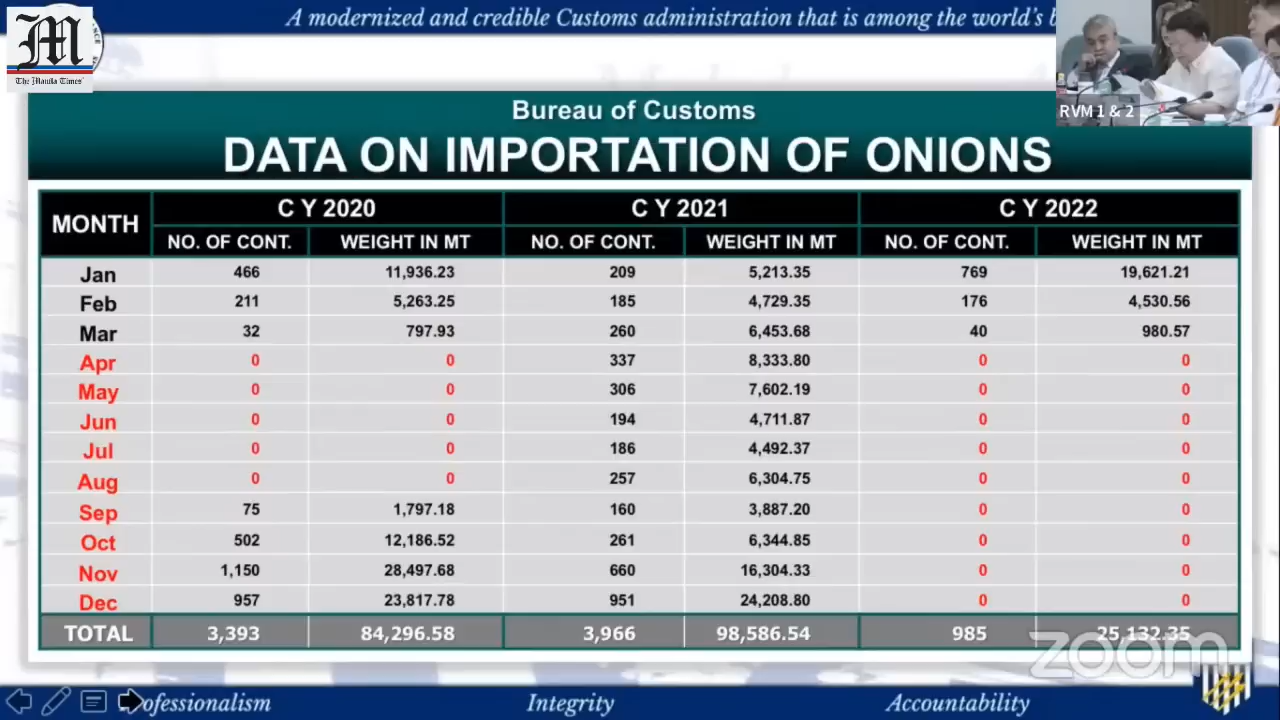 A modernized and credible Customs administration that is among the world's
M
The Manila Times
RVM 1 & 2
Bureau of Customs
DATA ON IMPORTATION OF ONIONS
MONTH C Y 2020 C Y 2021 C Y 2022
NO. OF CONT. WEIGHT IN MT NO. OF CONT. WEIGHT IN MT NO. OF CONT. WEIGHT IN MT
Jan 466 11,936.23 209 5,213.35 769 19,621.21
Feb 211 5,263.25 185 4,729.35 176 4,530.56
Mar 32 797.93 260 6,453.68 40 980.57
Apr 0 0 337 8,333.80 0 0
May 0 0 306 7,602.19 0 0
Jun 0 0 194 4,711.87 0 0
Jul 0 0 186 4,492.37 0 0
Aug 0 0 257 6,304.75 0 0
Sep 75 1,797.18 160 3,887.20 0 0
Oct 502 12,186.52 261 6,344.85 0 0
Nov 1,150 28,497.68 660 16,304.33 0 0
Dec 957 23,817.78 951 24,208.80 0 0
TOTAL 3,393 84,296.58 3,966 98,586.54 985 25,132.35
zoom
ofessionalism Integrity Accountability